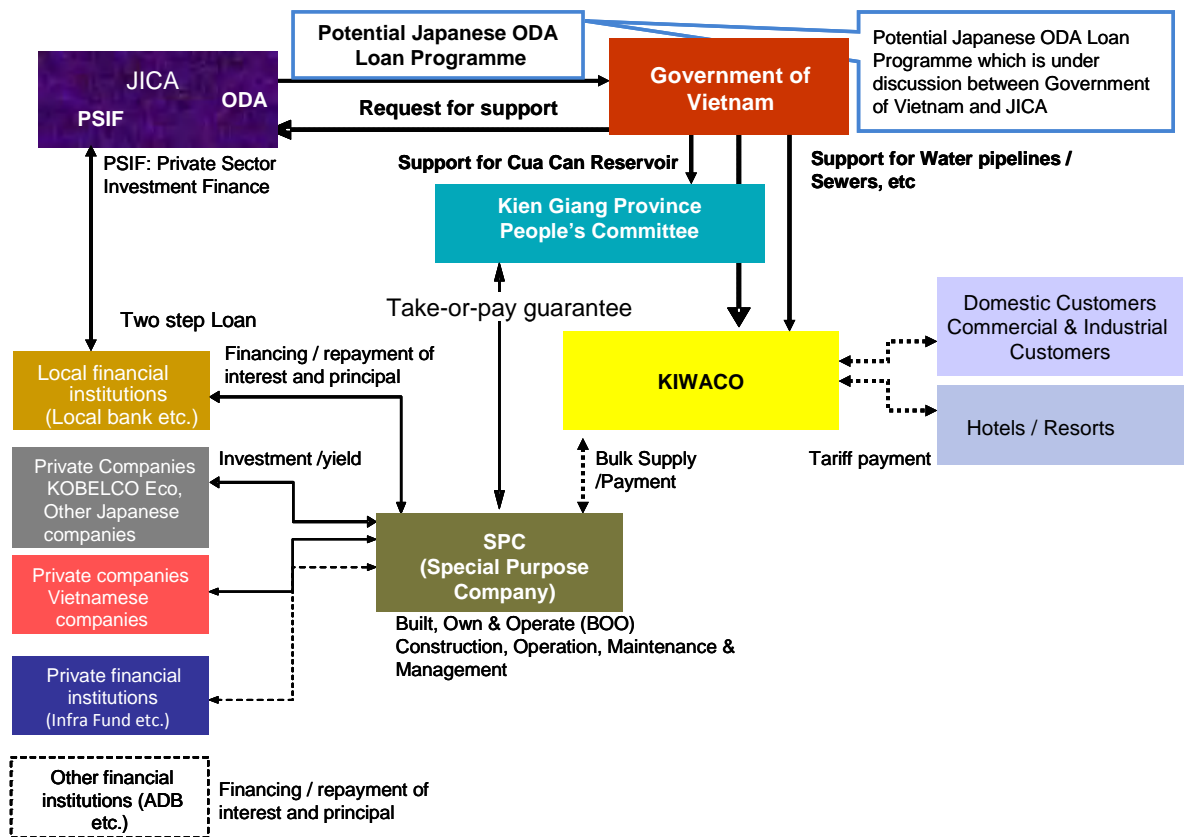 Potential Japanese ODA
Loan Programme
JICA
ODA
PSIF
Government of
Vietnam
Potential Japanese ODA Loan
Programme which is under
discussion between Government
of Vietnam and JICA
Request for support
PSIF: Private Sector
Investment Finance
Support for Cua Can Reservoir
Support for Water pipelines /
Sewers, etc
Kien Giang Province
People's Committee
Take-or-pay guarantee
Two step Loan
Domestic Customers
Commercial & Industrial
Customers
Local financial
institutions
(Local bank etc.)
Financing / repayment of
interest and principal
KIWACO
Hotels / Resorts
Private Companies
KOBELCO Eco,
Other Japanese
companies
Investment /yield
Bulk Supply
/Payment
Tariff payment
SPC
(Special Purpose
Company)
Private companies
Vietnamese
companies
Built, Own & Operate (BOO)
Construction, Operation, Maintenance &
Management
Private financial
institutions
(Infra Fund etc.)
Other financial
institutions (ADB
etc.)
Financing / repayment of
interest and principal